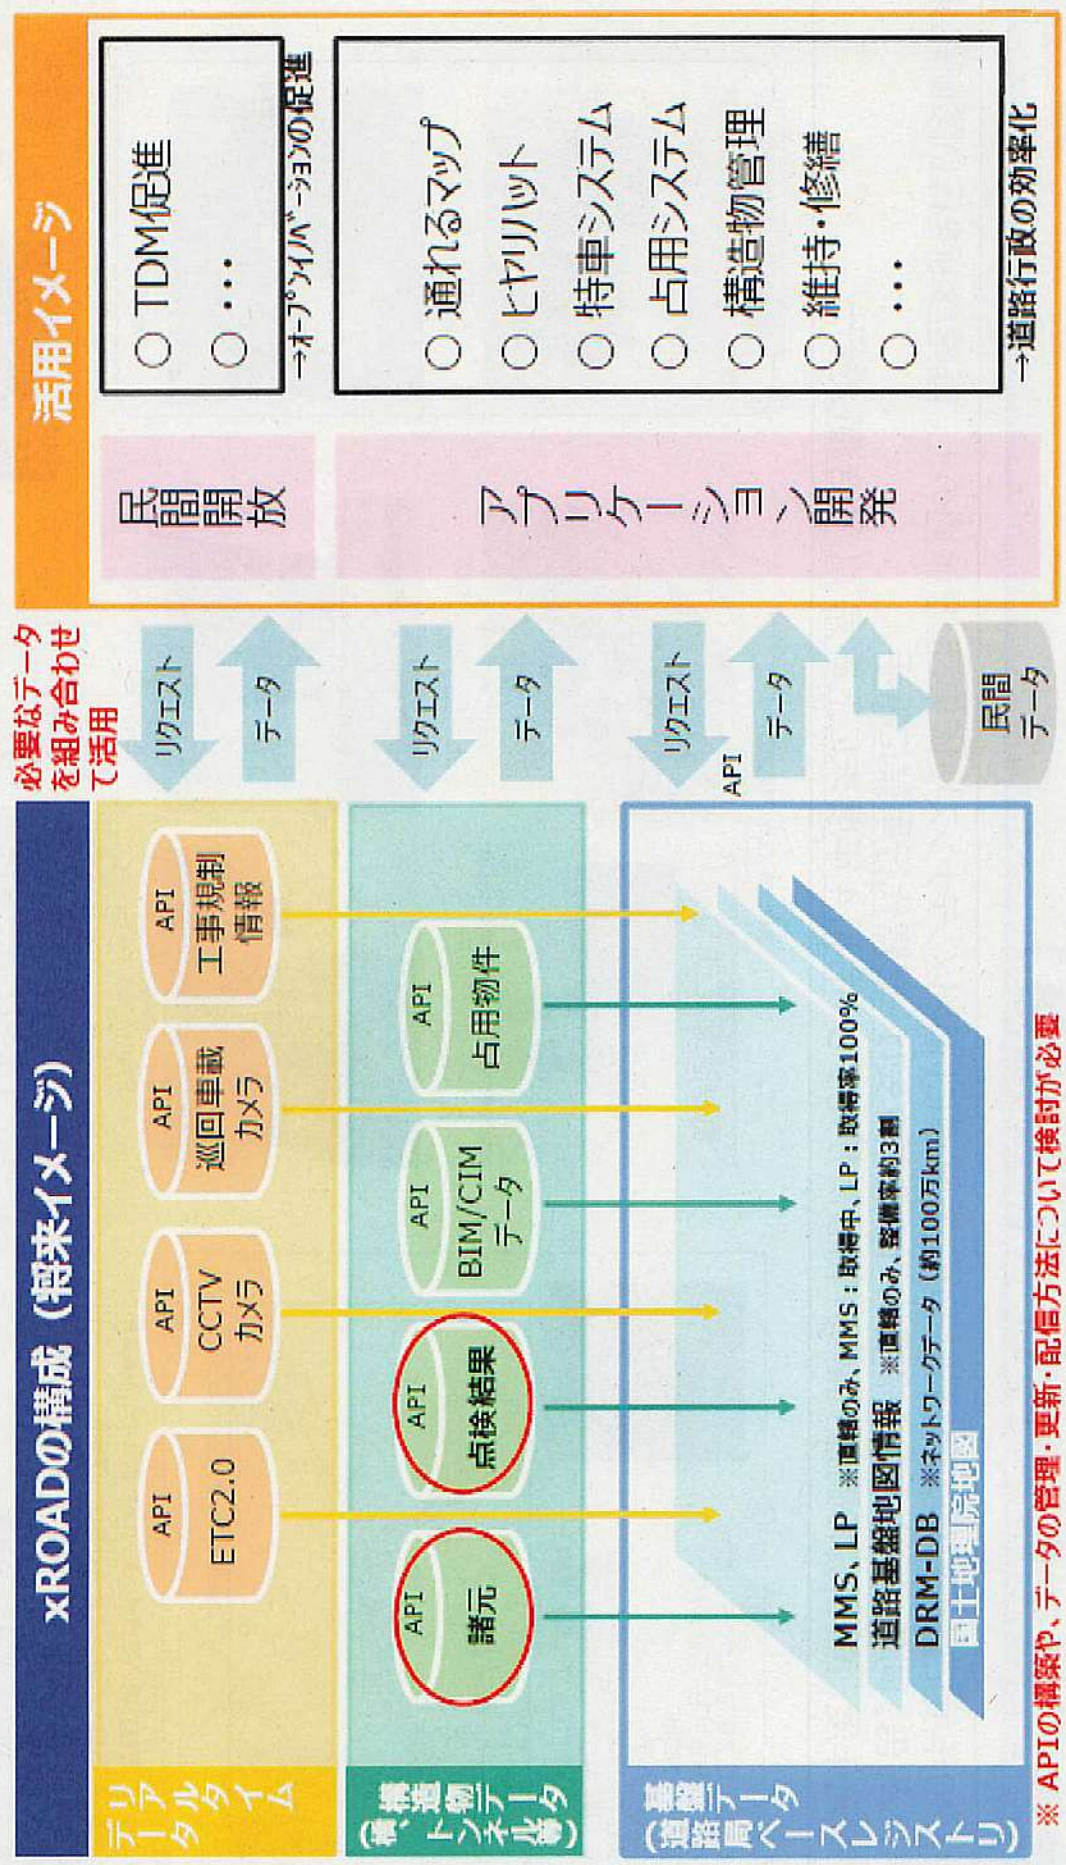 xROADの構成（将来イメージ）
必要なデータ
を組み合わせ
て活用
活用イメージ
リアルタイム
データ
API
ETC2.0
API
CCTV
カメラ
API
巡回車載
カメラ
API
工事規制
情報
リクエスト
データ
民間
開放
○ TDM促進
○ ・・・
→オープンイノベーションの促進
構造物データ
(橋、トンネル等)
API
諸元
API
点検結果
API
BIM/CIM
データ
API
占用物件
リクエスト
データ
アプリケーション開発
○ 通れるマップ
○ ヒヤリハット
○ 特車システム
○ 占用システム
○ 構造物管理
○ 維持・修繕
○ ・・・
→道路行政の効率化
基盤データ
(道路局ベースレジストリ)
MMS、LP ※直轄のみ、MMS：取得中、LP：取得率100%
道路基盤地図情報 ※直轄のみ、整備率約3割
DRM-DB ※ネットワークデータ（約100万km）
国土地理院地図
リクエスト
API
データ
民間
データ
※ APIの構築や、データの管理・更新・配信方法について検討が必要